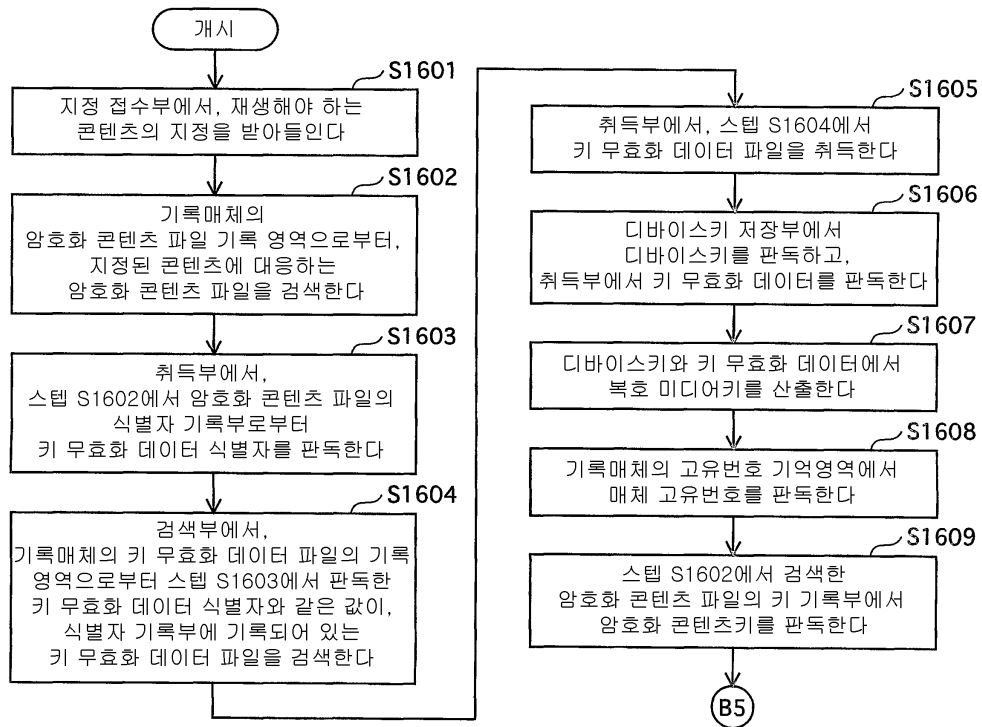 개시
S1601
지정 접수부에서, 재생해야 하는
콘텐츠의 지정을 받아들인다
S1602
기록매체의
암호화 콘텐츠 파일 기록 영역으로부터,
지정된 콘텐츠에 대응하는
암호화 콘텐츠 파일을 검색한다
S1603
취득부에서,
스텝 S1602에서 암호화 콘텐츠 파일의
식별자 기록부로부터
키 무효화 데이터 식별자를 판독한다
S1604
검색부에서,
기록매체의 키 무효화 데이터 파일의 기록
영역으로부터 스텝 S1603에서 판독한
키 무효화 데이터 식별자와 같은 값이,
식별자 기록부에 기록되어 있는
키 무효화 데이터 파일을 검색한다
S1605
취득부에서, 스텝 S1604에서
키 무효화 데이터 파일을 취득한다
S1606
디바이스키 저장부에서
디바이스키를 판독하고,
취득부에서 키 무효화 데이터를 판독한다
S1607
디바이스키와 키 무효화 데이터에서
복호 미디어키를 산출한다
S1608
기록매체의 고유번호 기억영역에서
매체 고유번호를 판독한다
S1609
스텝 S1602에서 검색한
암호화 콘텐츠 파일의 키 기록부에서
암호화 콘텐츠키를 판독한다
B5